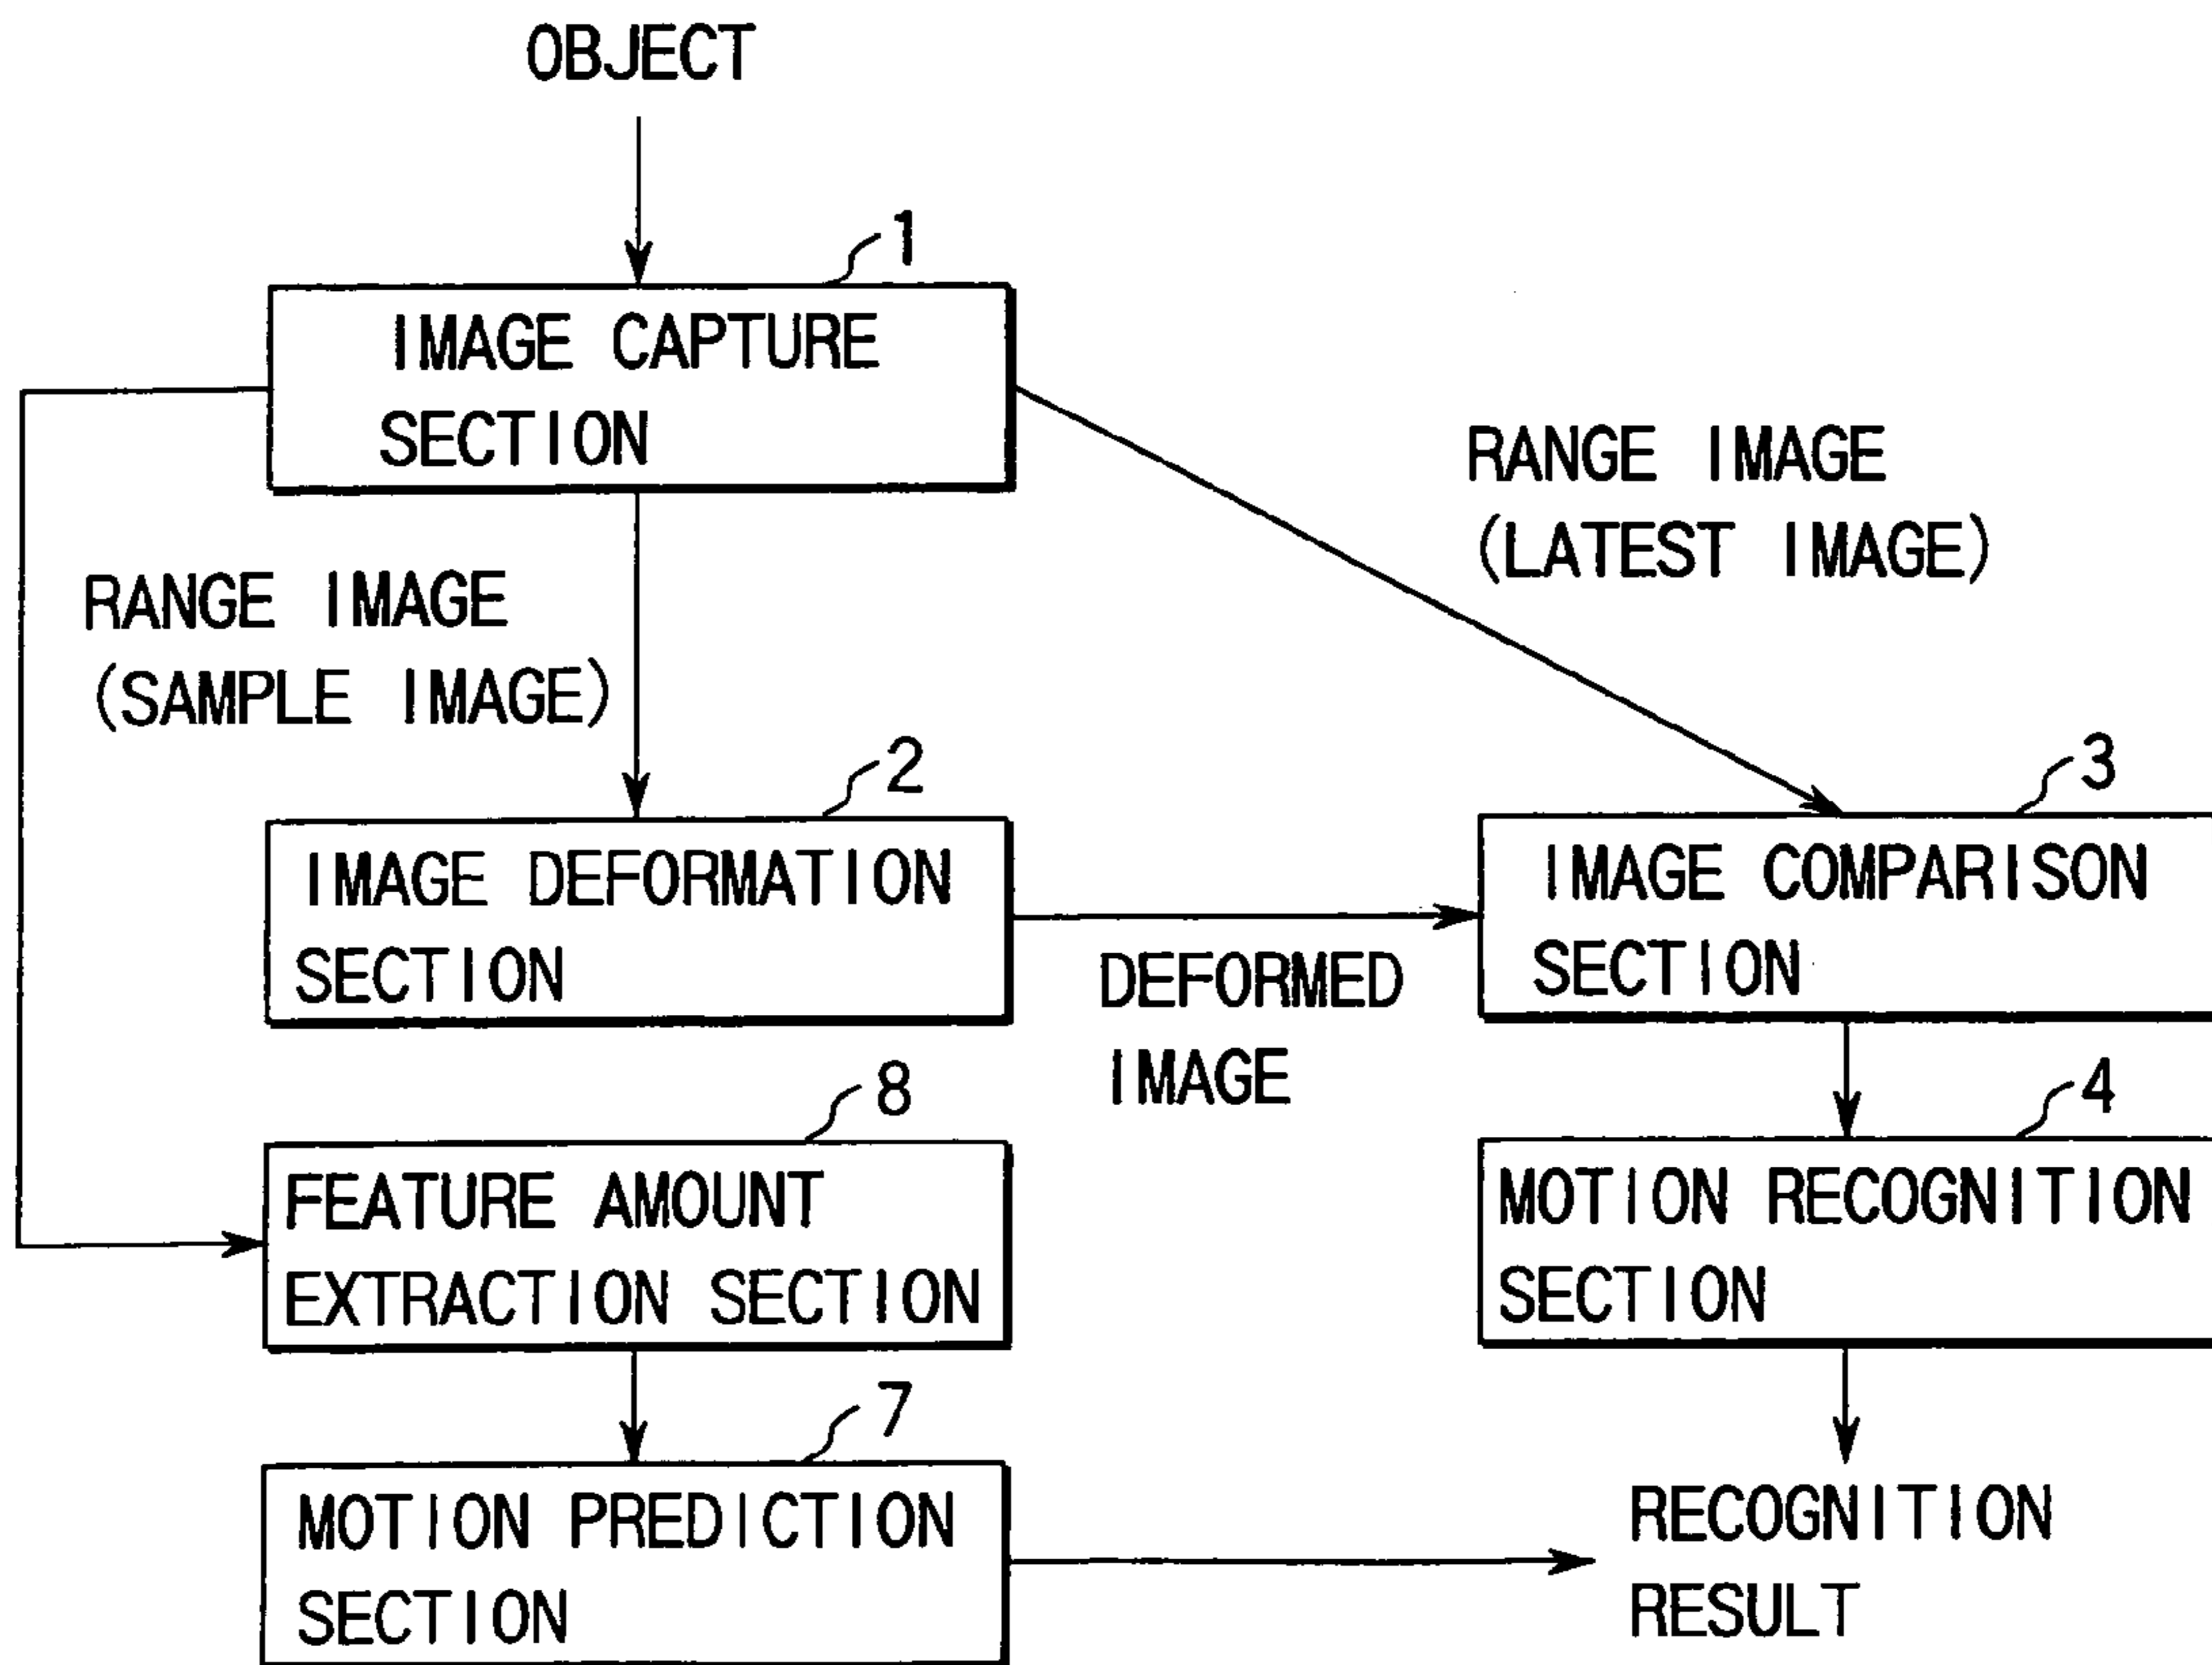 OBJECT
1
IMAGE CAPTURE
SECTION
RANGE IMAGE
(LATEST IMAGE)
RANGE IMAGE
(SAMPLE IMAGE)
2
IMAGE DEFORMATION
SECTION
DEFORMED
IMAGE
3
IMAGE COMPARISON
SECTION
8
FEATURE AMOUNT
EXTRACTION SECTION
4
MOTION RECOGNITION
SECTION
7
MOTION PREDICTION
SECTION
RECOGNITION
RESULT